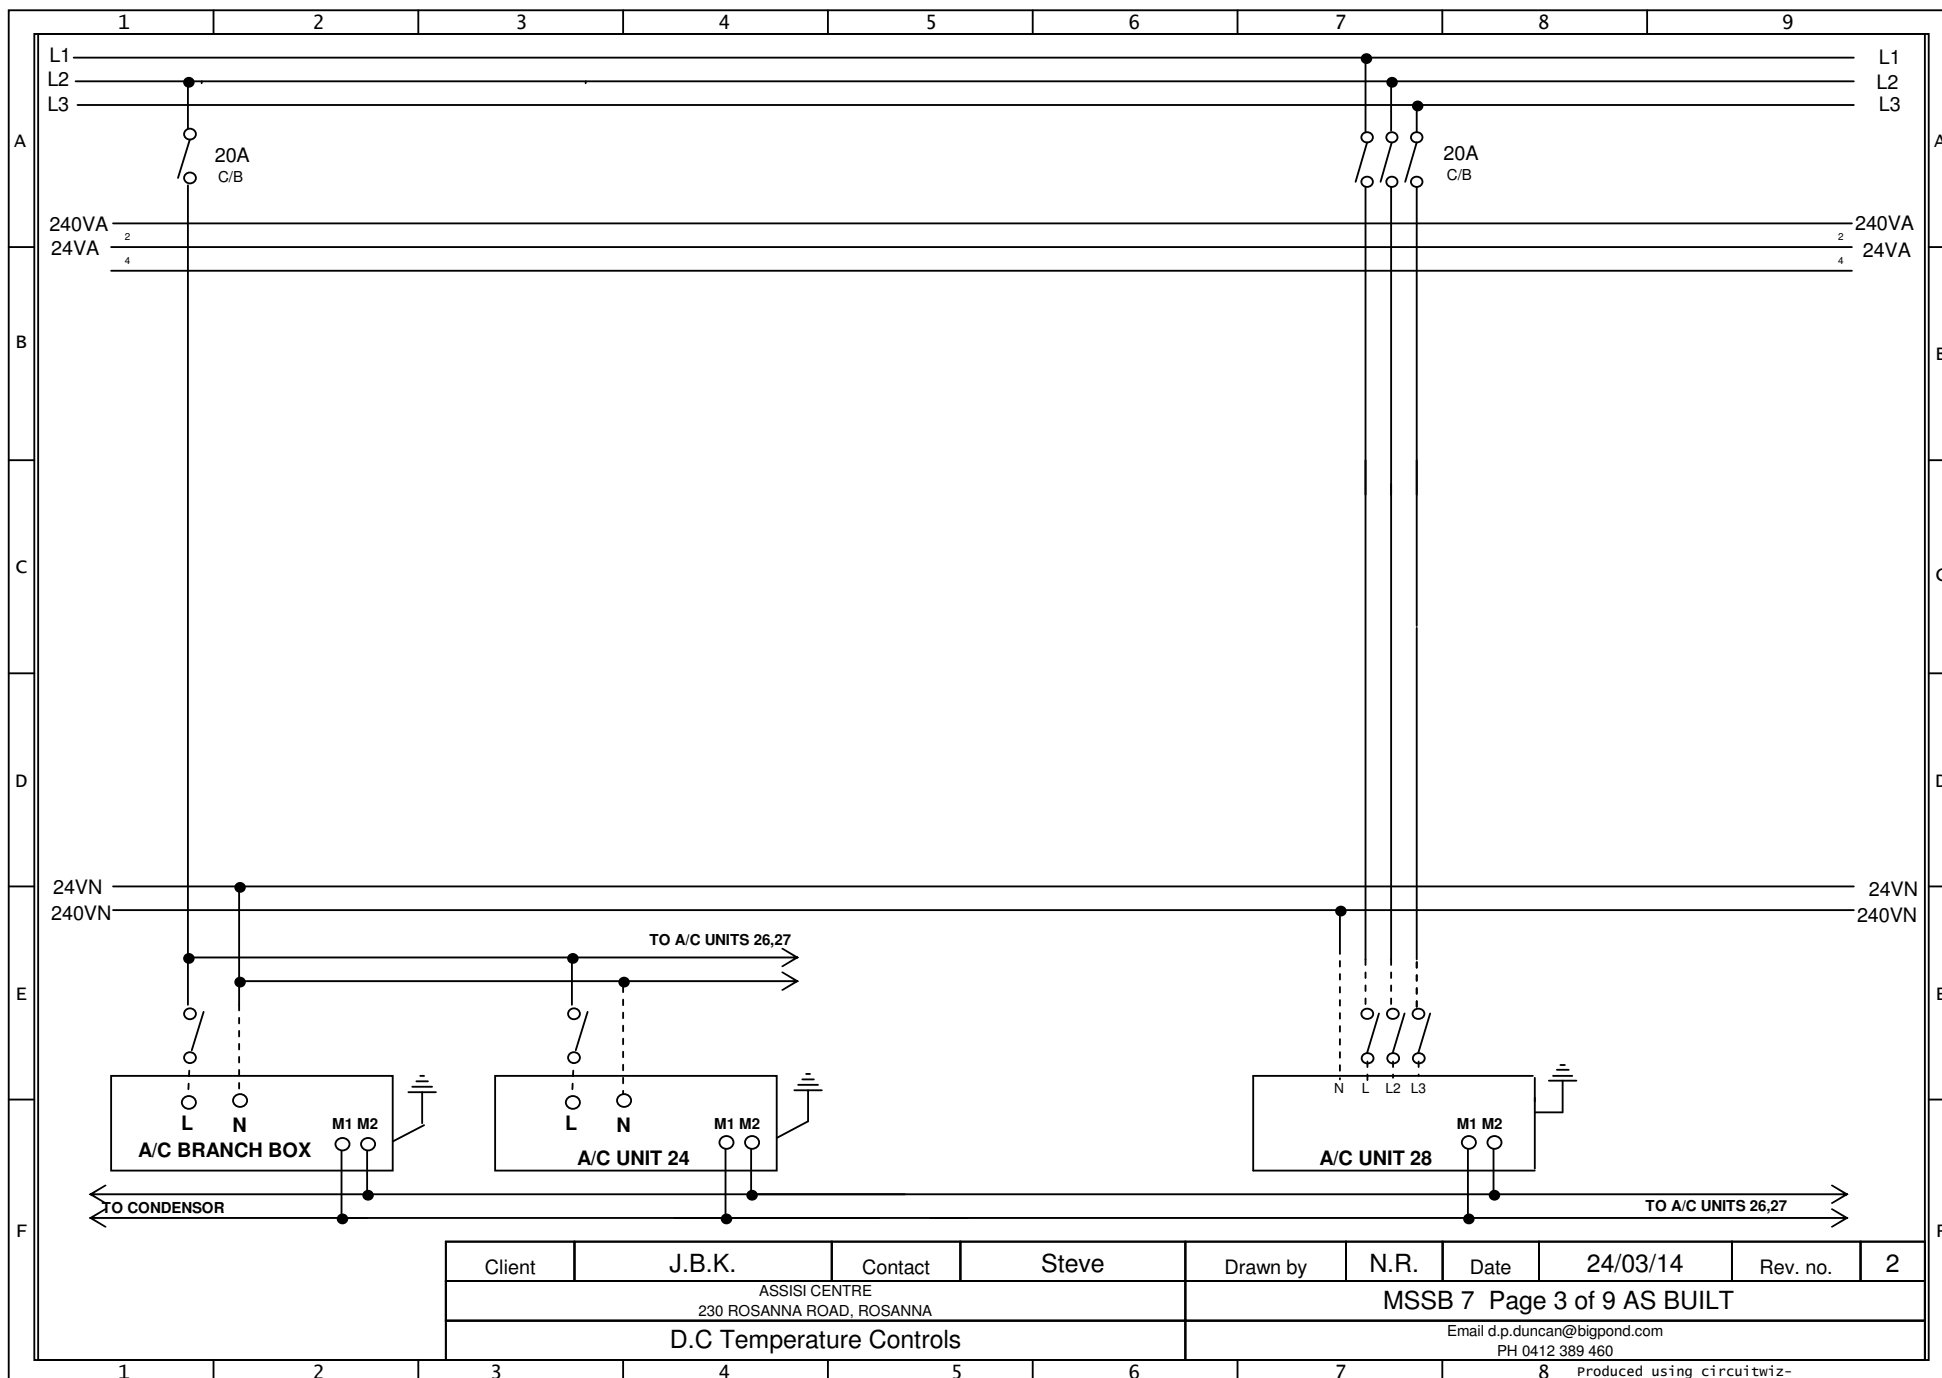 1 2 3 4 5 6 7 8 9
L1 L1
L2 L2
L3 L3
A A
20A 20A
C/B C/B
240VA 240VA
2 2
24VA 24VA
4 4
B B
C C
D D
24VN 24VN
240VN 240VN
TO A/C UNITS 26,27
E E
N L L2 L3
L N M1 M2 L N M1 M2 M1 M2
A/C BRANCH BOX A/C UNIT 24 A/C UNIT 28
TO CONDENSOR TO A/C UNITS 26,27
F F
Client J.B.K. Contact Steve Drawn by N.R. Date 24/03/14 Rev. no. 2
ASSISI CENTRE
230 ROSANNA ROAD, ROSANNA
MSSB 7 Page 3 of 9 AS BUILT
D.C Temperature Controls
Email d.p.duncan@bigpond.com
PH 0412 389 460
1 2 3 4 5 6 7 8 Produced using circuitwiz-